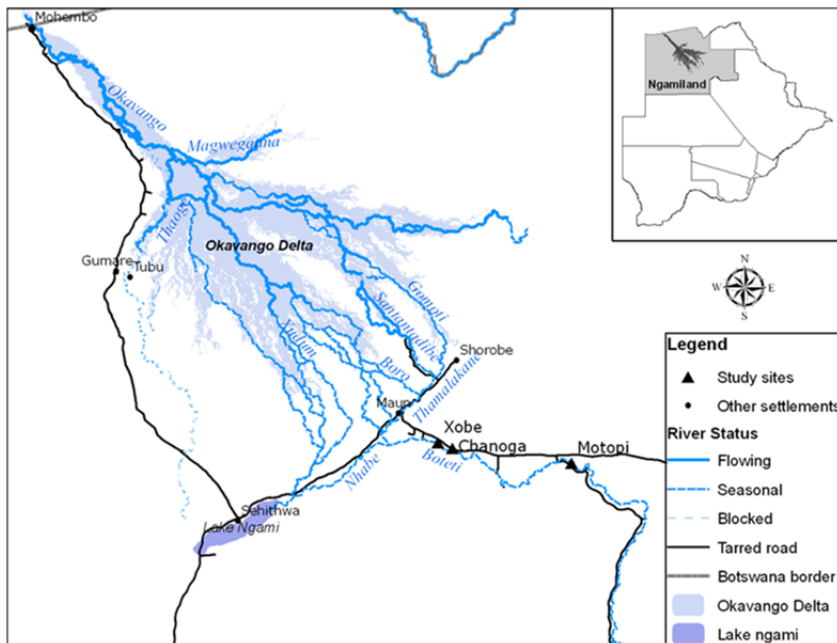 Mohembo
Okavango
Magweganna
Ngamiland
Thaoge
Okavango Delta
Gumare
Tubu
Gomoti
Santantadibe
Xudum
Boro
Shorobe
Thamalakane
Maun
Xobe
Chanoga
Motopi
Boteti
Nhabe
Sehithwa
Lake Ngami
N
W
E
S
Legend
Study sites
Other settlements
River Status
Flowing
Seasonal
Blocked
Tarred road
Botswana border
Okavango Delta
Lake ngami